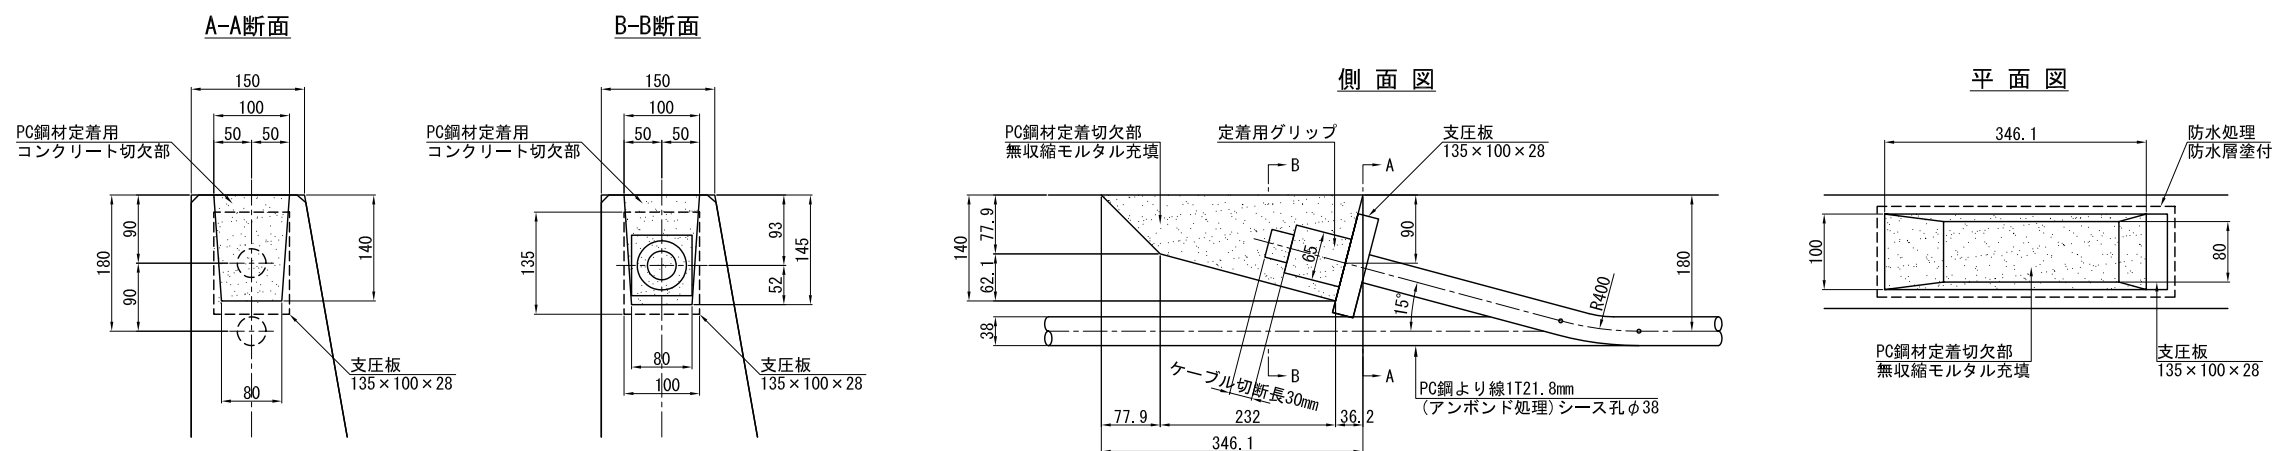 A-A断面
150
100
50
50
PC鋼材定着用
コンクリート切欠部
180
90
90
140
80
支圧板
135×100×28
B-B断面
150
100
50
50
PC鋼材定着用
コンクリート切欠部
135
93
52
145
80
100
支圧板
135×100×28
側面図
PC鋼材定着切欠部
無収縮モルタル充填
定着用グリップ
支圧板
135×100×28
B
A
140
77.9
62.1
38
65
90
180
15°
R400
ケーブル切断長30mm
B
A
PC鋼より線1T21.8mm
(アンボンド処理)シース孔φ38
77.9
232
36.2
346.1
平面図
346.1
防水処理
防水層塗付
100
80
PC鋼材定着切欠部
無収縮モルタル充填
支圧板
135×100×28